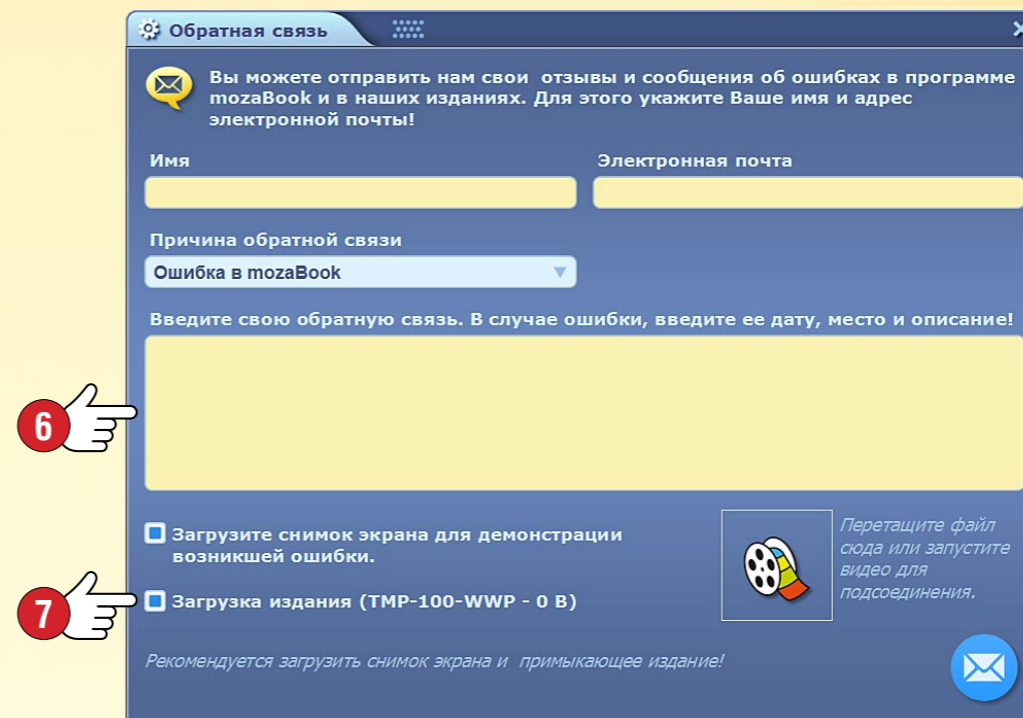 Обратная связь
Вы можете отправить нам свои отзывы и сообщения об ошибках в программе
mozaBook и в наших изданиях. Для этого укажите Ваше имя и адрес
электронной почты!
Имя
Электронная почта
Причина обратной связи
Ошибка в mozaBook
Введите свою обратную связь. В случае ошибки, введите ее дату, место и описание!
6
Загрузите снимок экрана для демонстрации
возникшей ошибки.
Перетащите файл
сюда или запустите
видео для
подсоединения.
7
Загрузка издания (TMP-100-WWP - 0 B)
Рекомендуется загрузить снимок экрана и примыкающее издание!